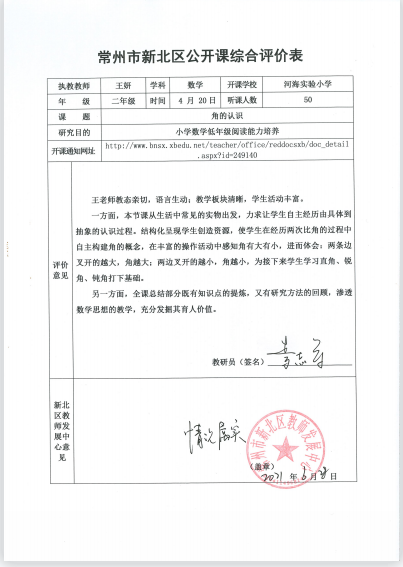 常州市新北区公开课综合评价表
执教教师 王妍 学科 数学 开课学校 河海实验小学
年 级 二年级 时间 4 月 20日 听课人数 50
课 题 角的认识
研究目的 小学数学低年级阅读能力培养
开课通知网址 http://www.bnsx.xbedu.net/teacher/office/reddocsxb/doc_detail
.aspx?id=249140
评价
意见
王老师教态亲切，语言生动；教学板块清晰，学生活动丰富。
一方面，本节课从生活中常见的实物出发，力求让学生自主经历由具体到
抽象的认识过程。结构化呈现学生创造资源，使学生在经历两次比角的过程中
自主构建角的概念，在丰富的操作活动中感知角有大有小，进而体会：两条边
叉开的越大，角越大；两边叉开的越小，角越小，为接下来学生学习直角、锐
角、钝角打下基础。
另一方面，全课总结部分既有知识点的提炼，又有研究方法的回顾，渗透
数学思想的教学，充分发掘其育人价值。
教研员（签名）
新北
区教
师发
展中
心意
见
情况属实
常州市新北区教师发展中心
（盖章）
2021 年 月 日